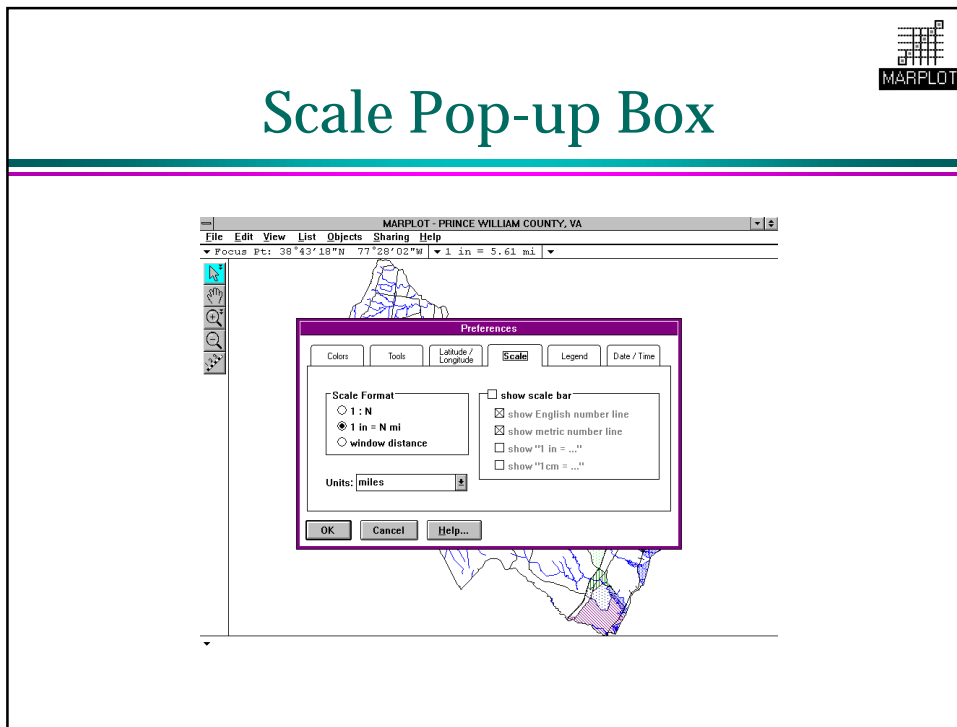 MARPLOT
Scale Pop-up Box
MARPLOT - PRINCE WILLIAM COUNTY, VA
File Edit View List Objects Sharing Help
Focus Pt: 38°43'18"N 77°28'02"W 1 in = 5.61 mi
Preferences
Colors Tools Latitude / Longitude Scale Legend Date / Time
Scale Format
1 : N
1 in = N mi
window distance
Units: miles
show scale bar
show English number line
show metric number line
show "1 in = ..."
show "1cm = ..."
OK Cancel Help...